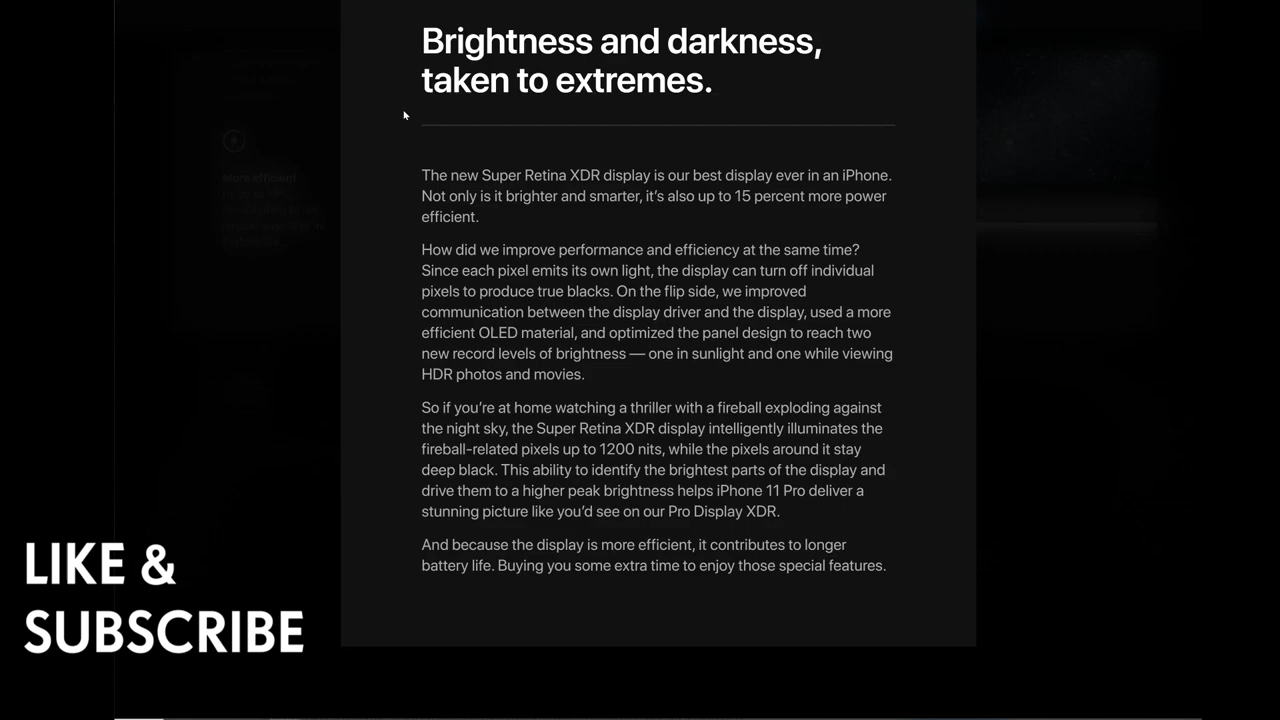 Brightness and darkness,
taken to extremes.
The new Super Retina XDR display is our best display ever in an iPhone.
Not only is it brighter and smarter, it's also up to 15 percent more power
efficient.
How did we improve performance and efficiency at the same time?
Since each pixel emits its own light, the display can turn off individual
pixels to produce true blacks. On the flip side, we improved
communication between the display driver and the display, used a more
efficient OLED material, and optimized the panel design to reach two
new record levels of brightness — one in sunlight and one while viewing
HDR photos and movies.
So if you're at home watching a thriller with a fireball exploding against
the night sky, the Super Retina XDR display intelligently illuminates the
fireball-related pixels up to 1200 nits, while the pixels around it stay
deep black. This ability to identify the brightest parts of the display and
drive them to a higher peak brightness helps iPhone 11 Pro deliver a
stunning picture like you'd see on our Pro Display XDR.
And because the display is more efficient, it contributes to longer
battery life. Buying you some extra time to enjoy those special features.
More efficient
LIKE &
SUBSCRIBE